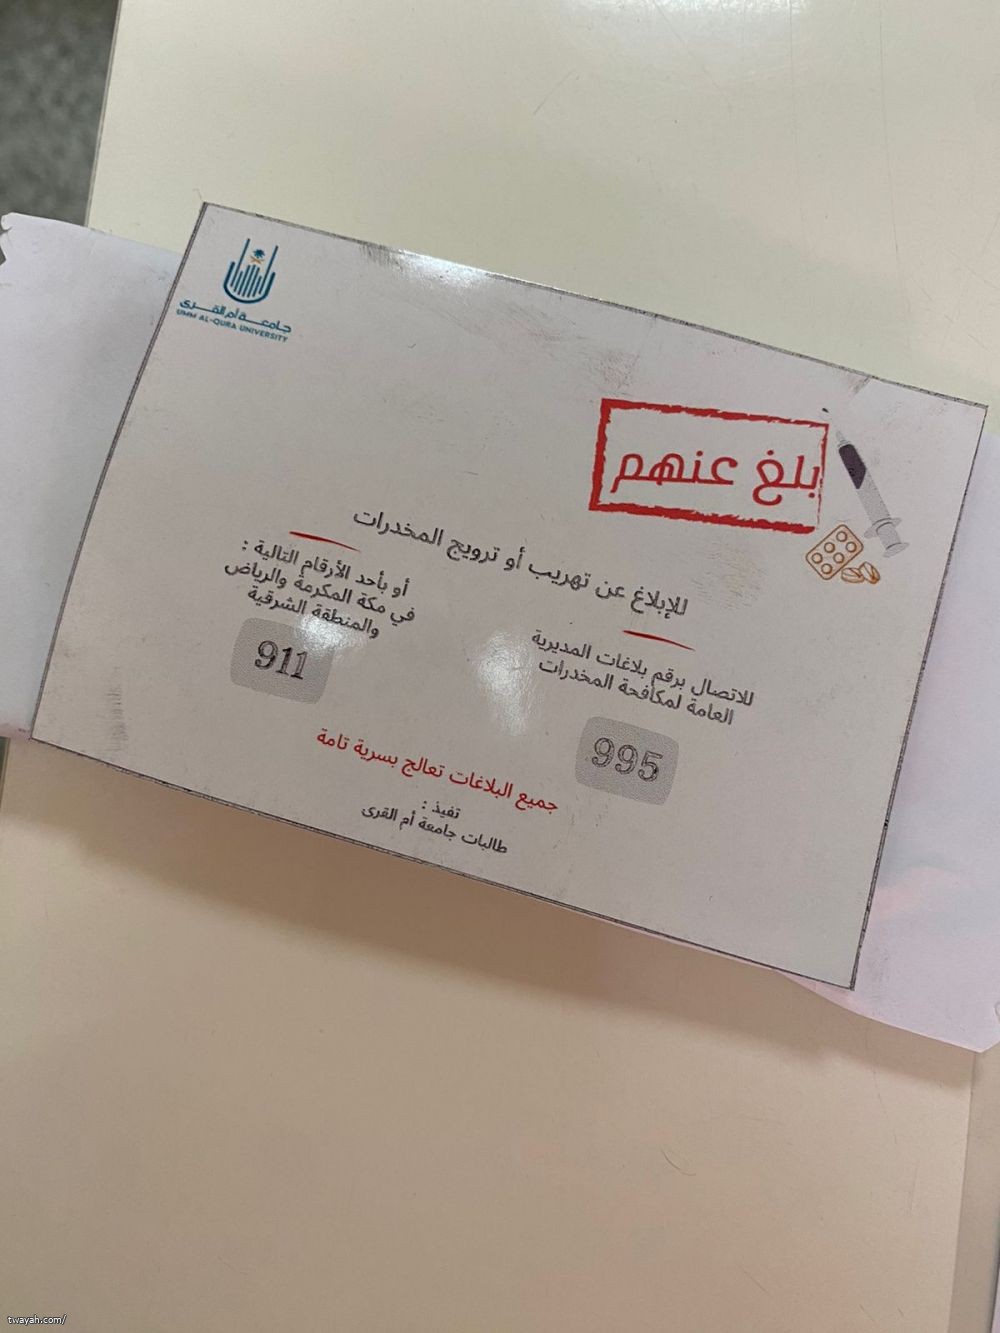 جامعة أم القرى
UMM AL-QURA UNIVERSITY
بلغ عنهم
للإبلاغ عن تهريب أو ترويج المخدرات
للاتصال برقم بلاغات المديرية
العامة لمكافحة المخدرات
995
أو بأحد الأرقام التالية :
في مكة المكرمة والرياض
والمنطقة الشرقية
911
جميع البلاغات تعالج بسرية تامة
تفيذ :
طالبات جامعة أم القرى
twayah.com/